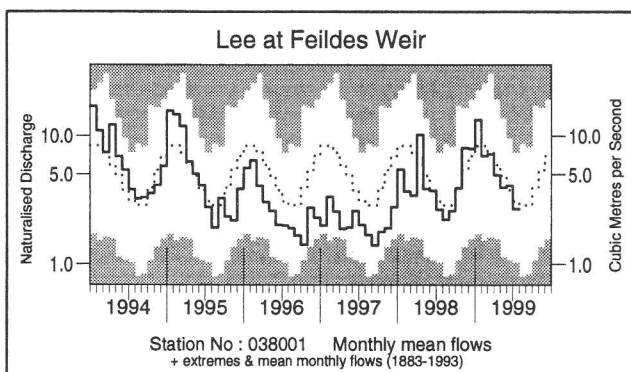 Lee at Feildes Weir
Naturalised Discharge
10.0
5.0
1.0
10.0
5.0
1.0
Cubic Metres per Second
1994 1995 1996 1997 1998 1999
Station No : 038001 Monthly mean flows
+ extremes & mean monthly flows (1883-1993)